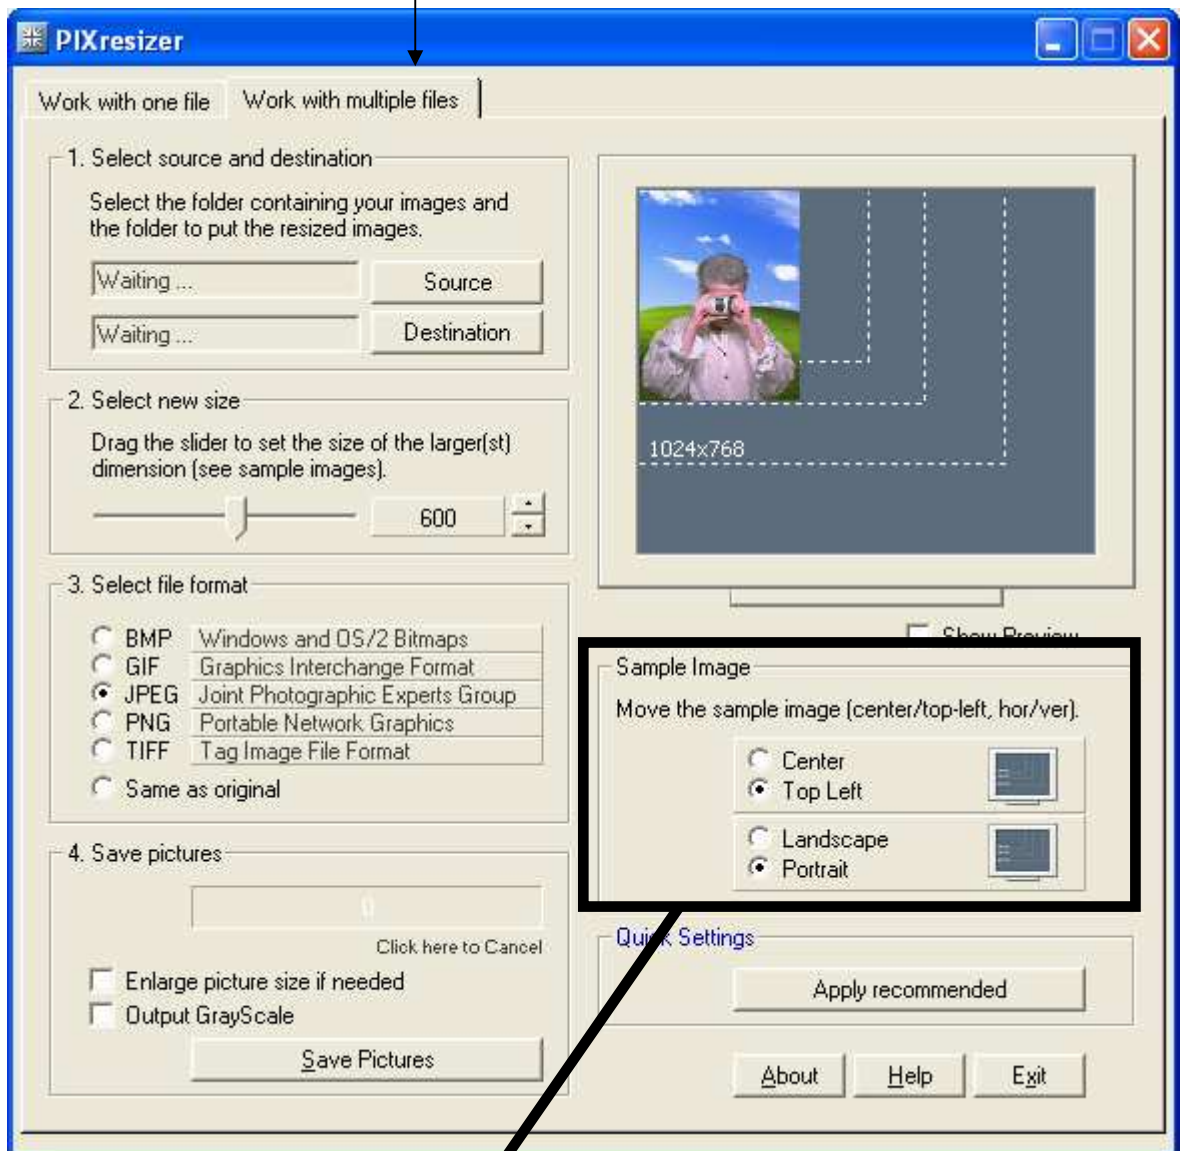 PIXresizer
Work with one file
Work with multiple files
1. Select source and destination
Select the folder containing your images and
the folder to put the resized images.
Waiting ...
Source
Waiting ...
Destination
2. Select new size
Drag the slider to set the size of the larger(st)
dimension (see sample images).
600
3. Select file format
BMP Windows and OS/2 Bitmaps
GIF Graphics Interchange Format
JPEG Joint Photographic Experts Group
PNG Portable Network Graphics
TIFF Tag Image File Format
Same as original
4. Save pictures
0
Click here to Cancel
Enlarge picture size if needed
Output GrayScale
Save Pictures
1024x768
Show Preview
Sample Image
Move the sample image (center/top-left, hor/ver).
Center
Top Left
Landscape
Portrait
Quick Settings
Apply recommended
About
Help
Exit